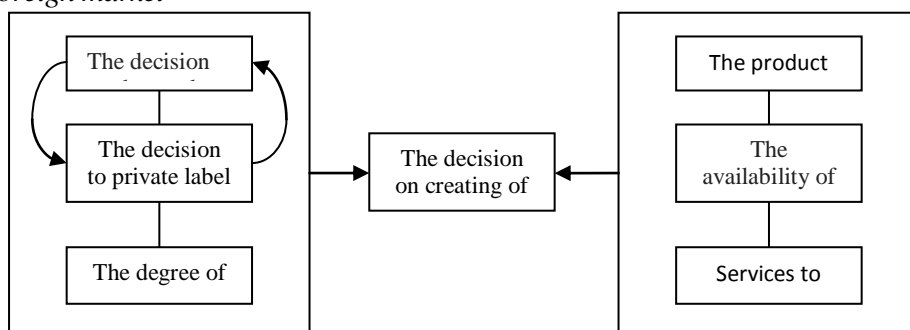 foreign market
The decision
The decision
to private label
The degree of
The decision
on creating of
The product
The
availability of
Services to